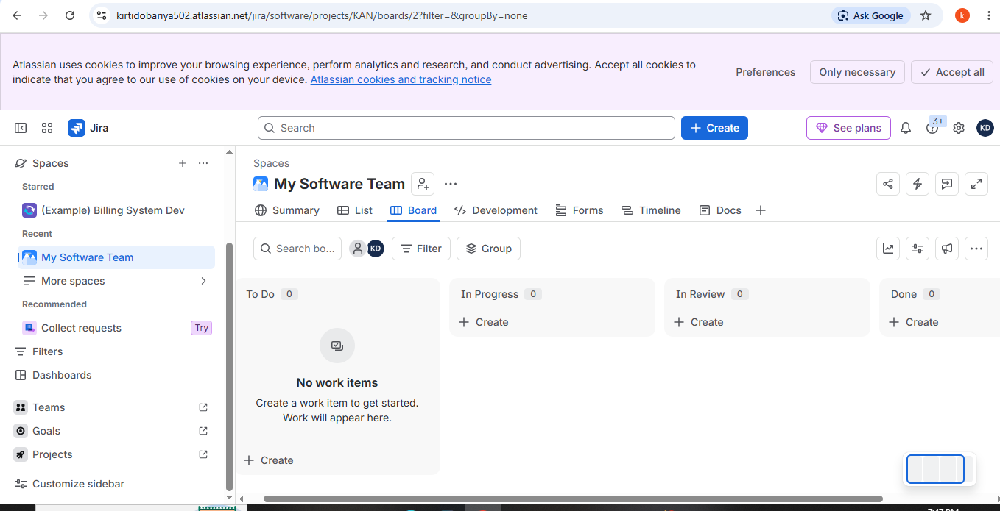 kirtidobariya502.atlassian.net/jira/software/projects/KAN/boards/2?filter=&groupBy=none
Ask Google
k
Atlassian uses cookies to improve your browsing experience, perform analytics and research, and conduct advertising. Accept all cookies to
indicate that you agree to our use of cookies on your device. Atlassian cookies and tracking notice
Preferences
Only necessary
Accept all
Jira
Search
Create
See plans
3+
KD
Spaces
Starred
(Example) Billing System Dev
Recent
My Software Team
More spaces
Recommended
Collect requests
Try
Filters
Dashboards
Teams
Goals
Projects
Customize sidebar
Spaces
My Software Team
Summary
List
Board
Development
Forms
Timeline
Docs
Search bo...
KD
Filter
Group
To Do 0
No work items
Create a work item to get started.
Work will appear here.
Create
In Progress 0
Create
In Review 0
Create
Done 0
Create